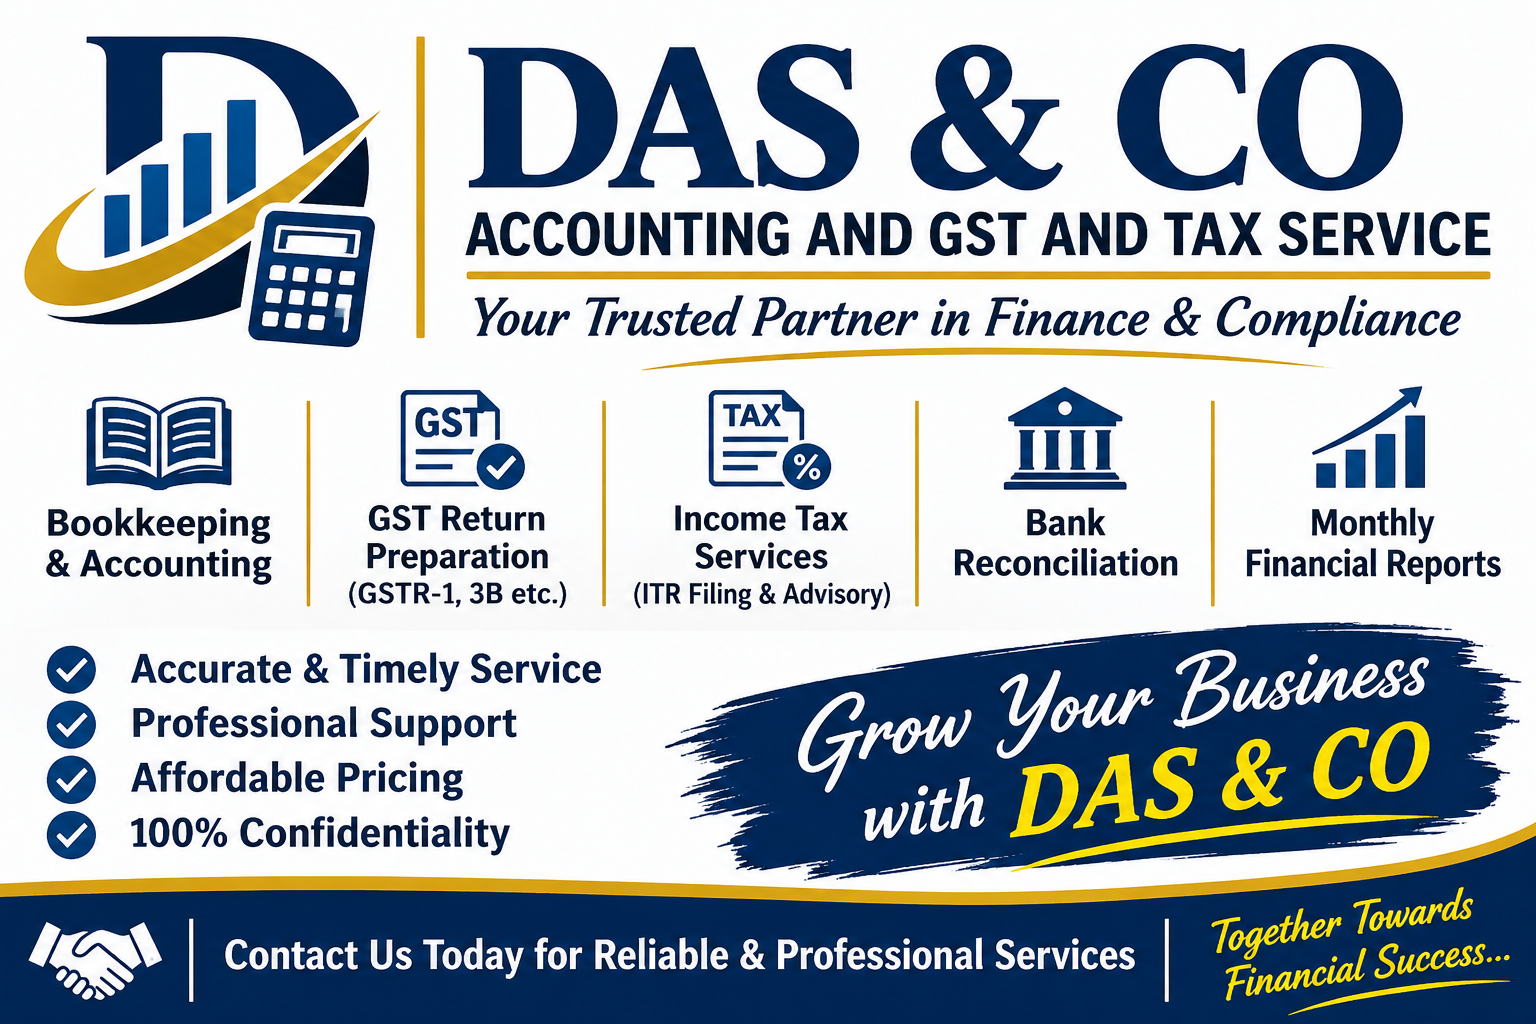 DAS & CO
ACCOUNTING AND GST AND TAX SERVICE
Your Trusted Partner in Finance & Compliance
Bookkeeping
& Accounting
GST
GST Return
Preparation
(GSTR-1, 3B etc.)
TAX
%
Income Tax
Services
(ITR Filing & Advisory)
Bank
Reconciliation
Monthly
Financial Reports
Accurate & Timely Service
Professional Support
Affordable Pricing
100% Confidentiality
Grow Your Business
with DAS & CO
Contact Us Today for Reliable & Professional Services
Together Towards
Financial Success...